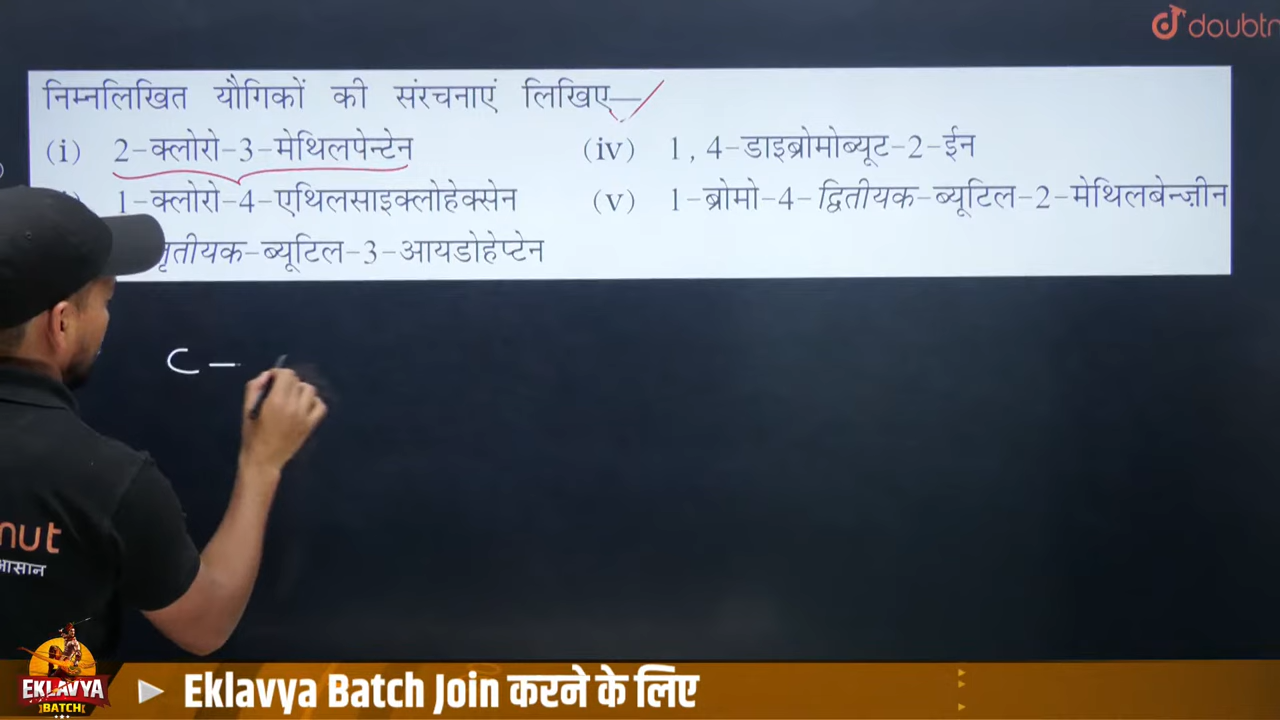 doubtn
निम्नलिखित यौगिकों की संरचनाएं लिखिए—
(i) 2-क्लोरो-3-मेथिलपेन्टेन
(iv) 1, 4-डाइब्रोमोब्यूट-2-ईन
1-क्लोरो-4-एथिलसाइक्लोहेक्सेन
(v) 1-ब्रोमो-4-द्वितीयक-ब्यूटिल-2-मेथिलबेन्ज़ीन
तृतीयक-ब्यूटिल-3-आयडोहेप्टेन
C —
nut
आसान
EKLAVYA
BATCH
Eklavya Batch Join करने के लिए